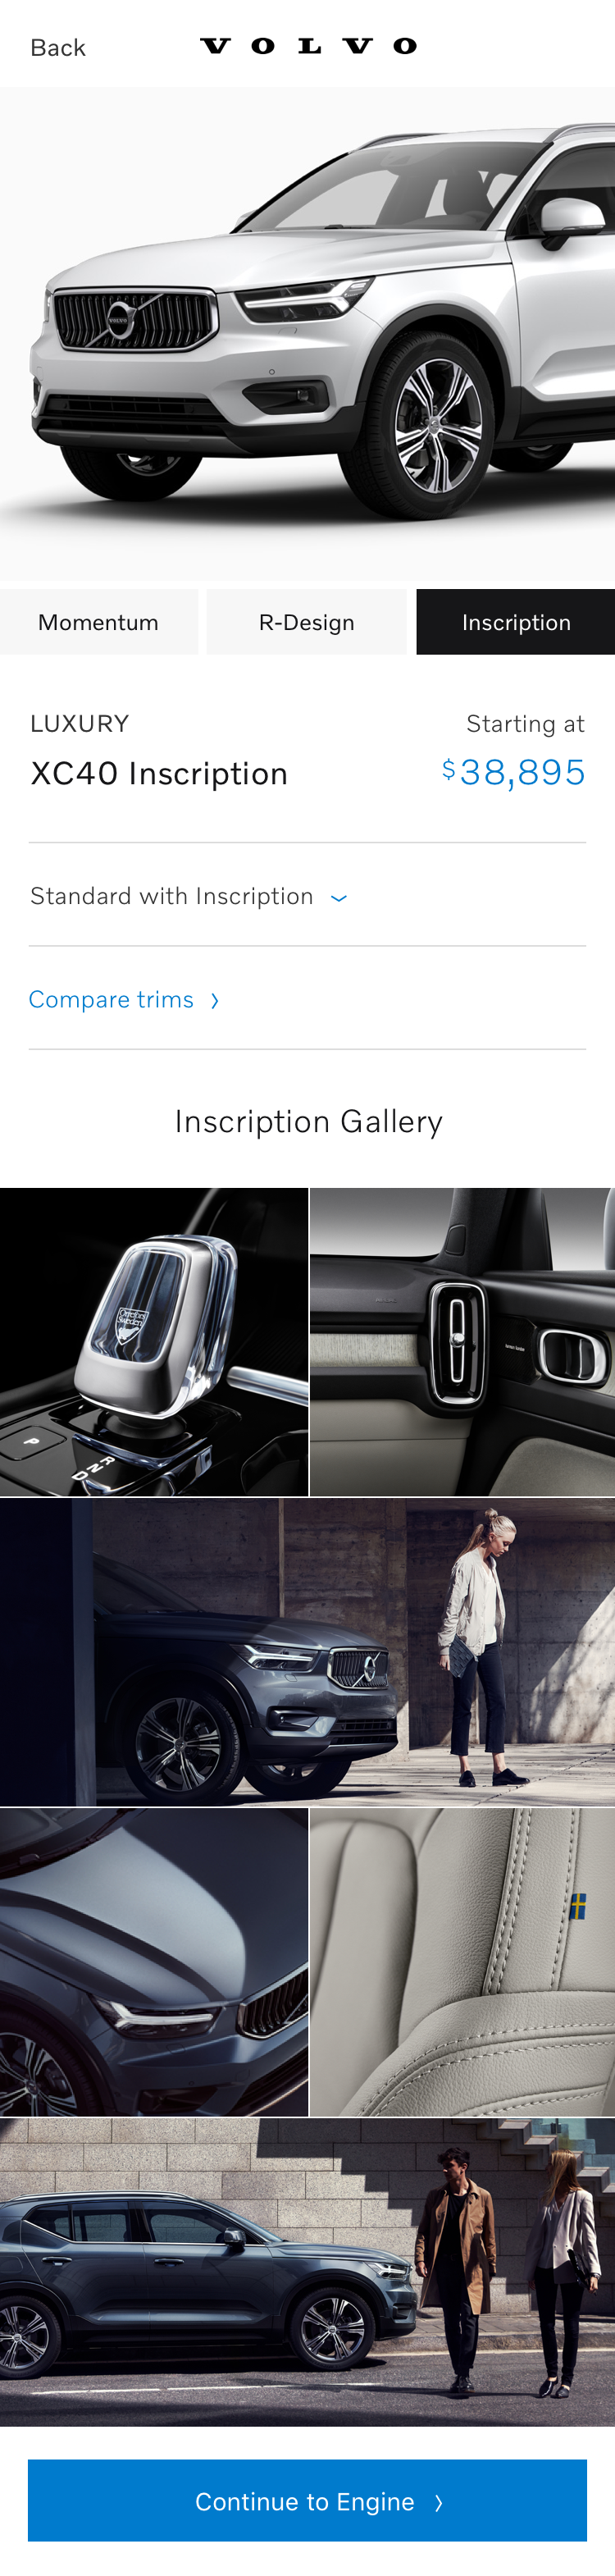 Back
VOLVO
VOLVO
Momentum
R-Design
Inscription
LUXURY
Starting at
XC40 Inscription
$38,895
Standard with Inscription
Compare trims
Inscription Gallery
Orrefors
Sweden
P
R
N
D
Continue to Engine